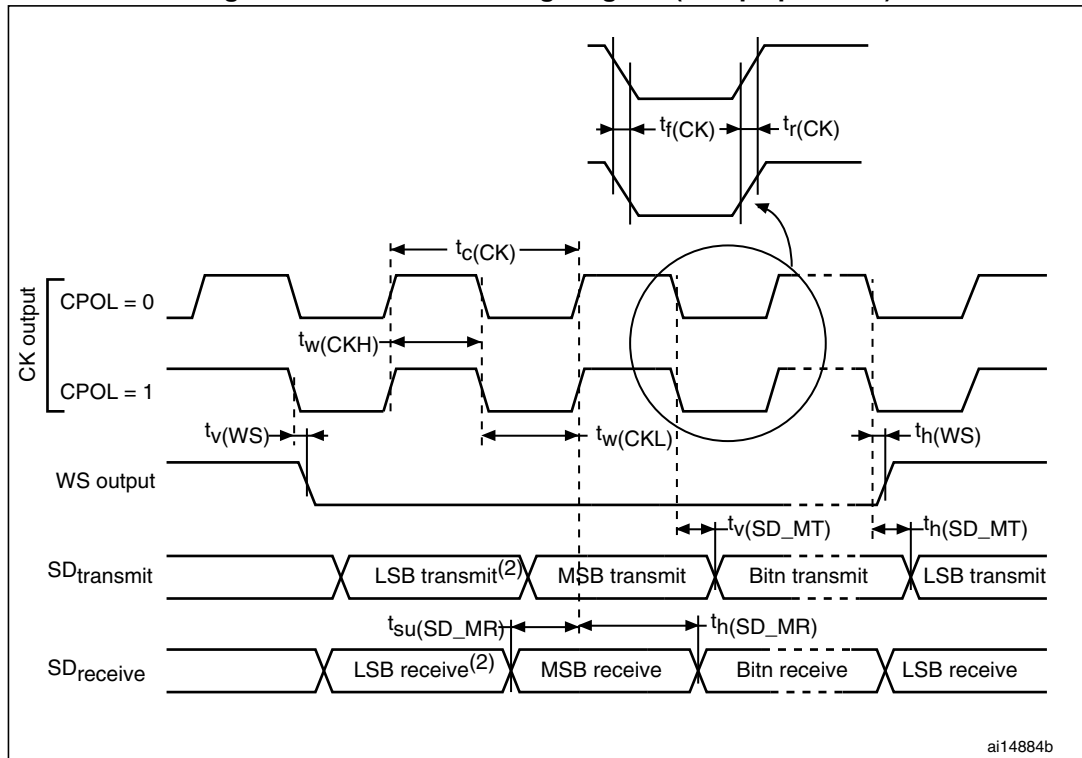 tf(CK)
tr(CK)
tc(CK)
CK output
CPOL = 0
tw(CKH)
CPOL = 1
tv(WS)
tw(CKL)
th(WS)
WS output
tv(SD_MT)
th(SD_MT)
SDtransmit
LSB transmit(2)
MSB transmit
Bitn transmit
LSB transmit
tsu(SD_MR)
th(SD_MR)
SDreceive
LSB receive(2)
MSB receive
Bitn receive
LSB receive
ai14884b